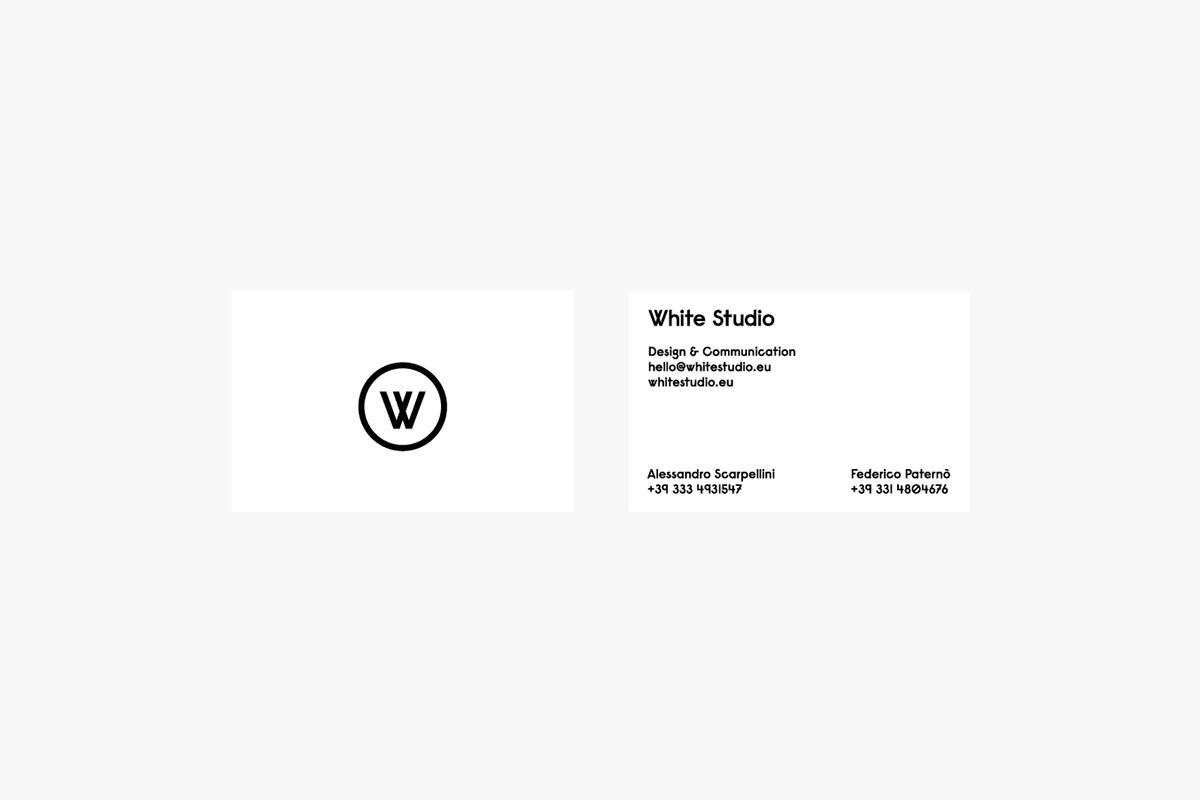 W
White Studio
Design & Communication
hello@whitestudio.eu
whitestudio.eu
Alessandro Scarpellini
+39 333 4931547
Federico Paternò
+39 331 4804676